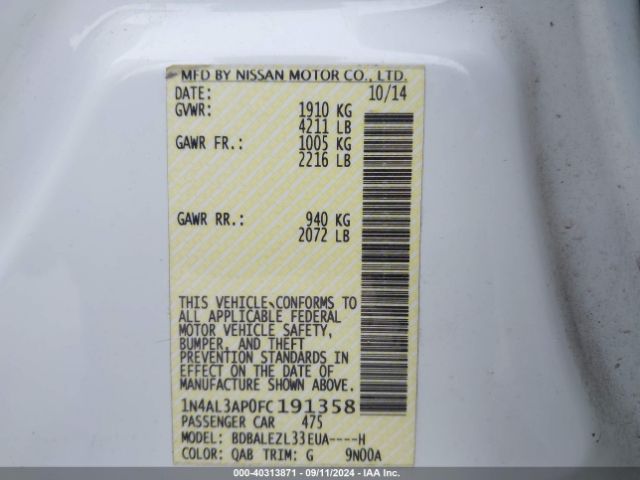 MFD BY NISSAN MOTOR CO., LTD.
DATE: 10/14
GVWR: 1910 KG
4211 LB
GAWR FR.: 1005 KG
2216 LB
GAWR RR.: 940 KG
2072 LB
THIS VEHICLE CONFORMS TO
ALL APPLICABLE FEDERAL
MOTOR VEHICLE SAFETY,
BUMPER, AND THEFT
PREVENTION STANDARDS IN
EFFECT ON THE DATE OF
MANUFACTURE SHOWN ABOVE.
1N4AL3AP0FC191358
PASSENGER CAR 475
MODEL: BDBALEZL33EUA----H
COLOR: QAB TRIM: G 9N00A
000-40313871 - 09/11/2024 - IAAI.COM